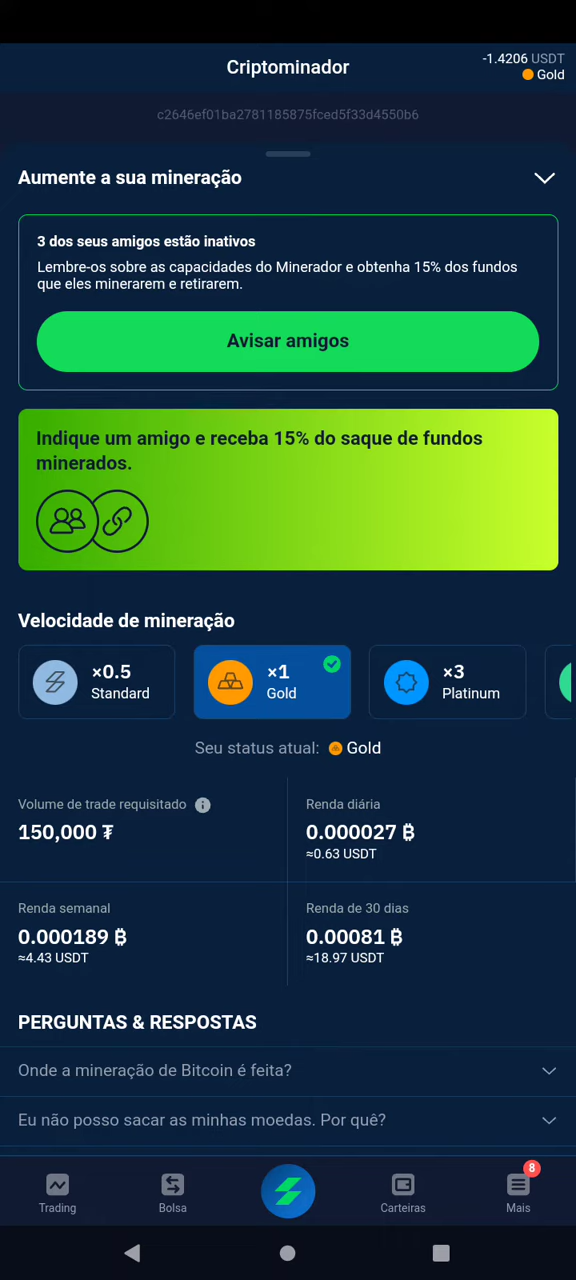 Criptominador
-1.4206 USDT
Gold
c2646ef01ba2781185875fced5f33d4550b6
Aumente a sua mineração
3 dos seus amigos estão inativos
Lembre-os sobre as capacidades do Minerador e obtenha 15% dos fundos
que eles minerarem e retirarem.
Avisar amigos
Indique um amigo e receba 15% do saque de fundos
minerados.
Velocidade de mineração
×0.5
Standard
×1
Gold
×3
Platinum
Seu status atual: Gold
Volume de trade requisitado
150,000 ₮
Renda diária
0.000027 ₿
≈0.63 USDT
Renda semanal
0.000189 ₿
≈4.43 USDT
Renda de 30 dias
0.00081 ₿
≈18.97 USDT
PERGUNTAS & RESPOSTAS
Onde a mineração de Bitcoin é feita?
Eu não posso sacar as minhas moedas. Por quê?
Trading
Bolsa
Carteiras
8
Mais